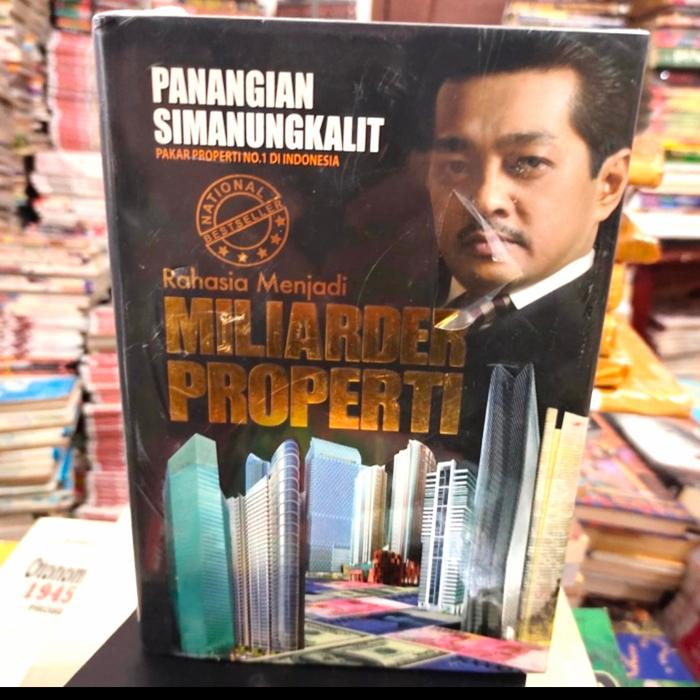 PANANGIAN
SIMANUNGKALIT
PAKAR PROPERTI NO.1 DI INDONESIA
NATIONAL
BESTSELLER
Rahasia Menjadi
MILIARDER
PROPERTI
Otonom
1945